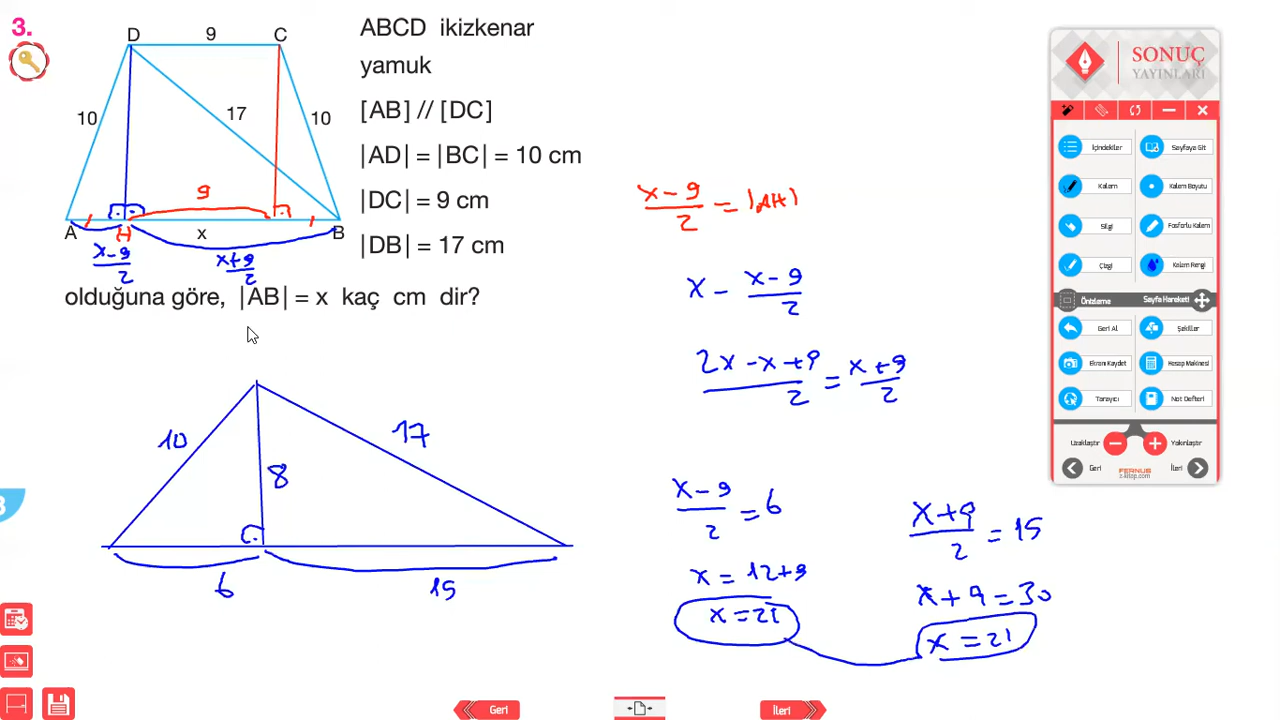 3.
D 9 C
10 17 10
9
A H x B
x-9/2
x+9/2
ABCD ikizkenar
yamuk
[AB] // [DC]
|AD| = |BC| = 10 cm
|DC| = 9 cm
|DB| = 17 cm
olduğuna göre, |AB| = x kaç cm dir?
10 17
8
6 15
x-9/2 = |AH|
x - x-9/2
2x-x+9/2 = x+9/2
x-9/2 = 6
x = 12+9
x = 21
x+9/2 = 15
x+9 = 30
x = 21
SONUÇ
YAYINLARI
İçindekiler
Sayfaya Git
Kalem
Kalem Boyutu
Silgi
Fosforlu Kalem
Çizgi
Kalem Rengi
Önizleme
Sayfa Hareketi
Geri Al
Şekiller
Ekran Kaydet
Hesap Makinesi
Tarayıcı
Not Defteri
Uzaklaştır
Yakınlaştır
Geri
FERNUS
z-kitap.com
İleri
Geri
İleri